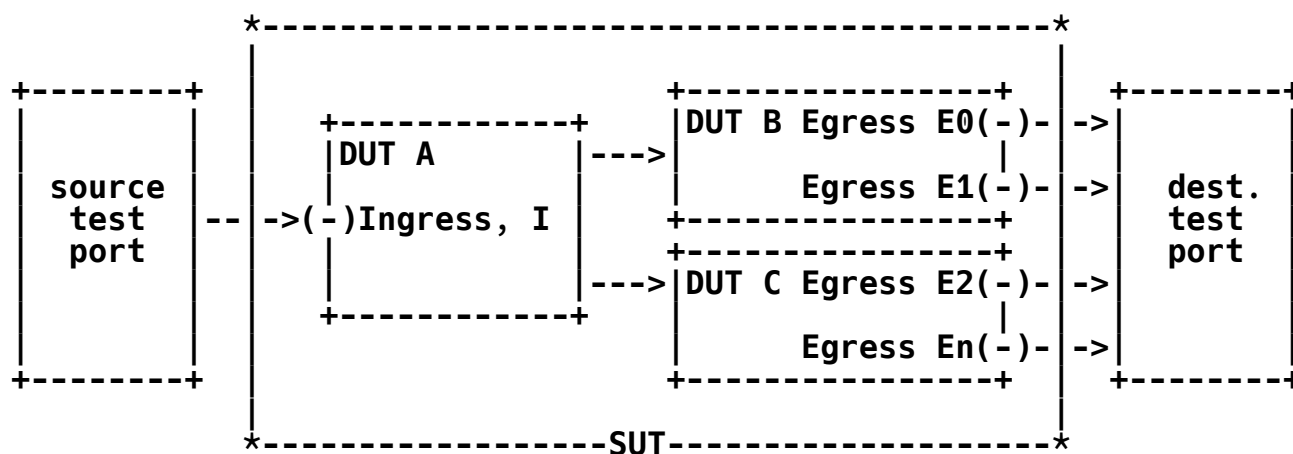 DUT B Egress E0(-)-
DUT A
source Egress E1(-)- dest.
test -- ->(-)Ingress, I test
port port
DUT C Egress E2(-)-
Egress En(-)-
SUT